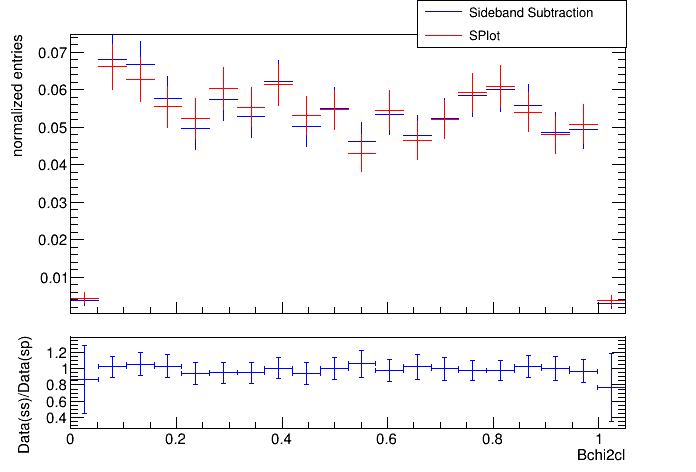 Sideband Subtraction
SPlot
normalized entries
0.07
0.06
0.05
0.04
0.03
0.02
0.01
Data(ss)/Data(sp)
1.2
1
0.8
0.6
0.4
0 0.2 0.4 0.6 0.8 1
Bchi2cl